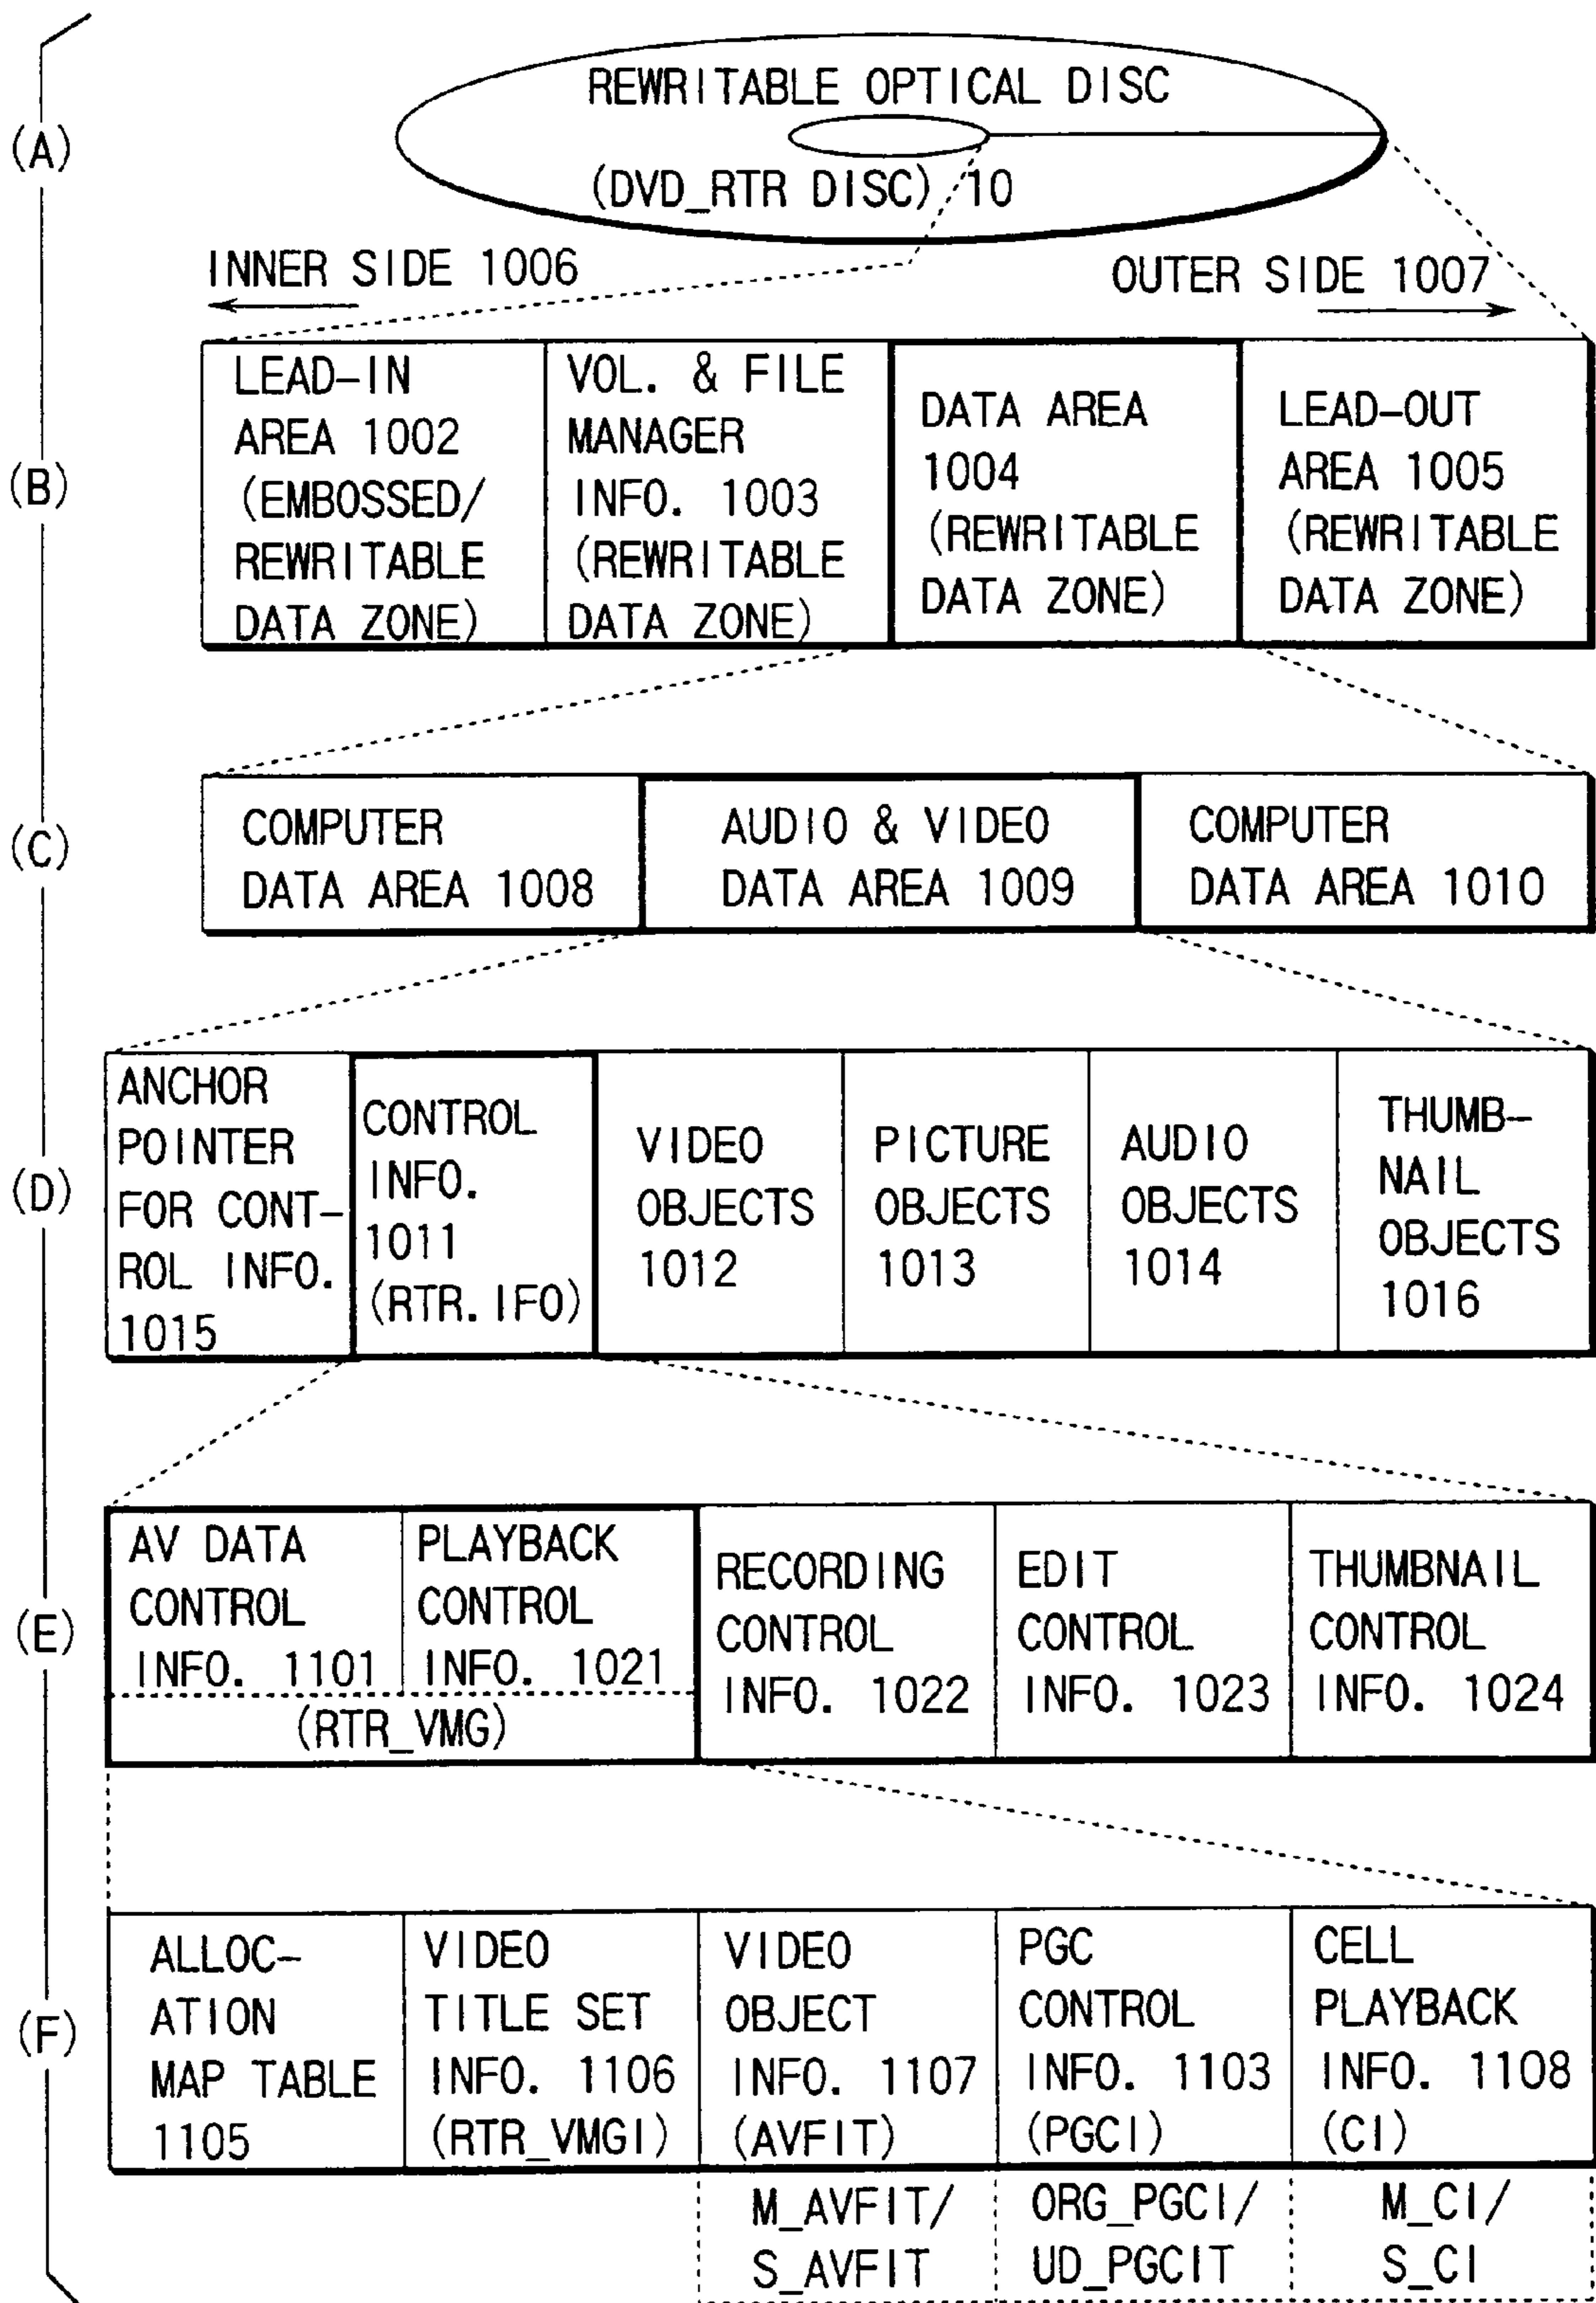 REWRITABLE OPTICAL DISC
(A)
(DVD_RTR DISC) 10
INNER SIDE 1006
OUTER SIDE 1007
(B)
LEAD-IN
AREA 1002
(EMBOSSED/
REWRITABLE
DATA ZONE)
VOL. & FILE
MANAGER
INFO. 1003
(REWRITABLE
DATA ZONE)
DATA AREA
1004
(REWRITABLE
DATA ZONE)
LEAD-OUT
AREA 1005
(REWRITABLE
DATA ZONE)
(C)
COMPUTER
DATA AREA 1008
AUDIO & VIDEO
DATA AREA 1009
COMPUTER
DATA AREA 1010
(D)
ANCHOR
POINTER
FOR CONT-
ROL INFO.
1015
CONTROL
INFO.
1011
(RTR.IFO)
VIDEO
OBJECTS
1012
PICTURE
OBJECTS
1013
AUDIO
OBJECTS
1014
THUMB-
NAIL
OBJECTS
1016
(E)
AV DATA
CONTROL
INFO. 1101
PLAYBACK
CONTROL
INFO. 1021
(RTR_VMG)
RECORDING
CONTROL
INFO. 1022
EDIT
CONTROL
INFO. 1023
THUMBNAIL
CONTROL
INFO. 1024
(F)
ALLOC-
ATION
MAP TABLE
1105
VIDEO
TITLE SET
INFO. 1106
(RTR_VMGI)
VIDEO
OBJECT
INFO. 1107
(AVFIT)
PGC
CONTROL
INFO. 1103
(PGCI)
CELL
PLAYBACK
INFO. 1108
(CI)
M_AVFIT/
S_AVFIT
ORG_PGCI/
UD_PGCIT
M_CI/
S_CI